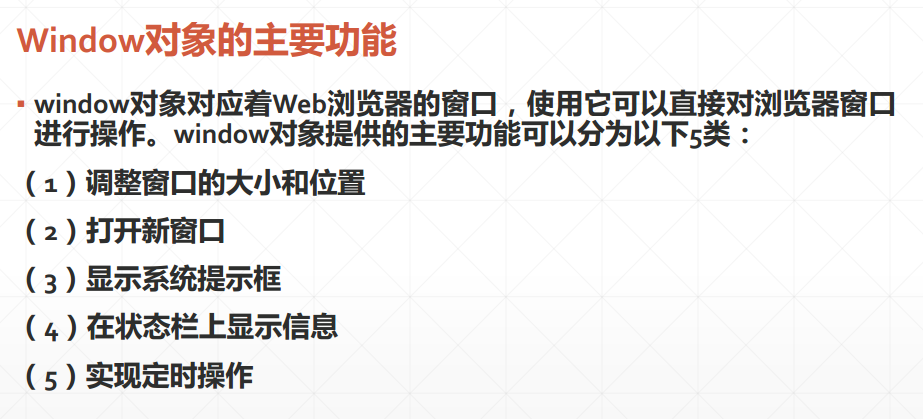 Window对象的主要功能
▪ window对象对应着Web浏览器的窗口，使用它可以直接对浏览器窗口
进行操作。window对象提供的主要功能可以分为以下5类：
（1）调整窗口的大小和位置
（2）打开新窗口
（3）显示系统提示框
（4）在状态栏上显示信息
（5）实现定时操作